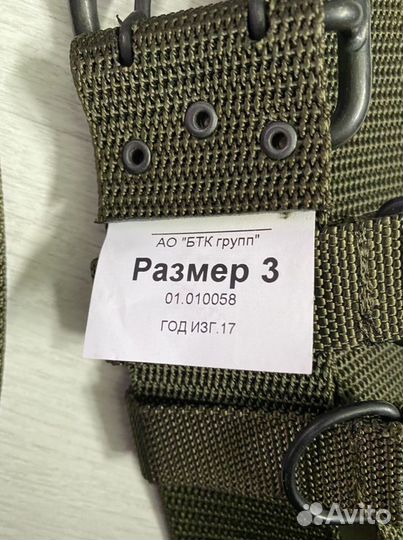 АО "БТК групп"
Размер 3
01.010058
ГОД ИЗГ.17
Avito